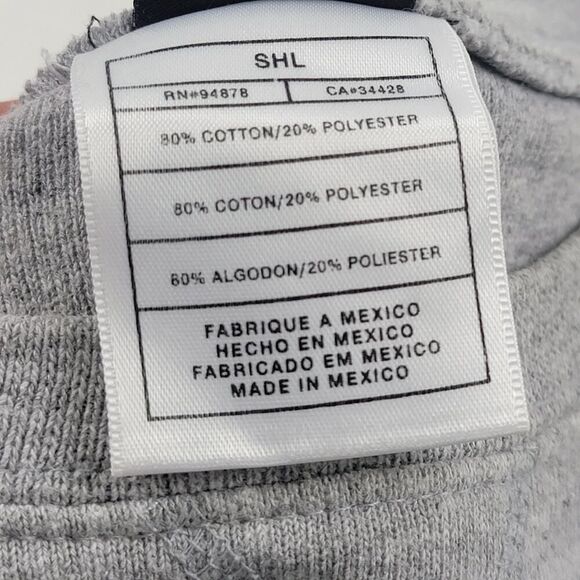 SHL
RN#94878 CA#34428
80% COTTON/20% POLYESTER
80% COTON/20% POLYESTER
80% ALGODON/20% POLIESTER
FABRIQUE A MEXICO
HECHO EN MEXICO
FABRICADO EM MEXICO
MADE IN MEXICO